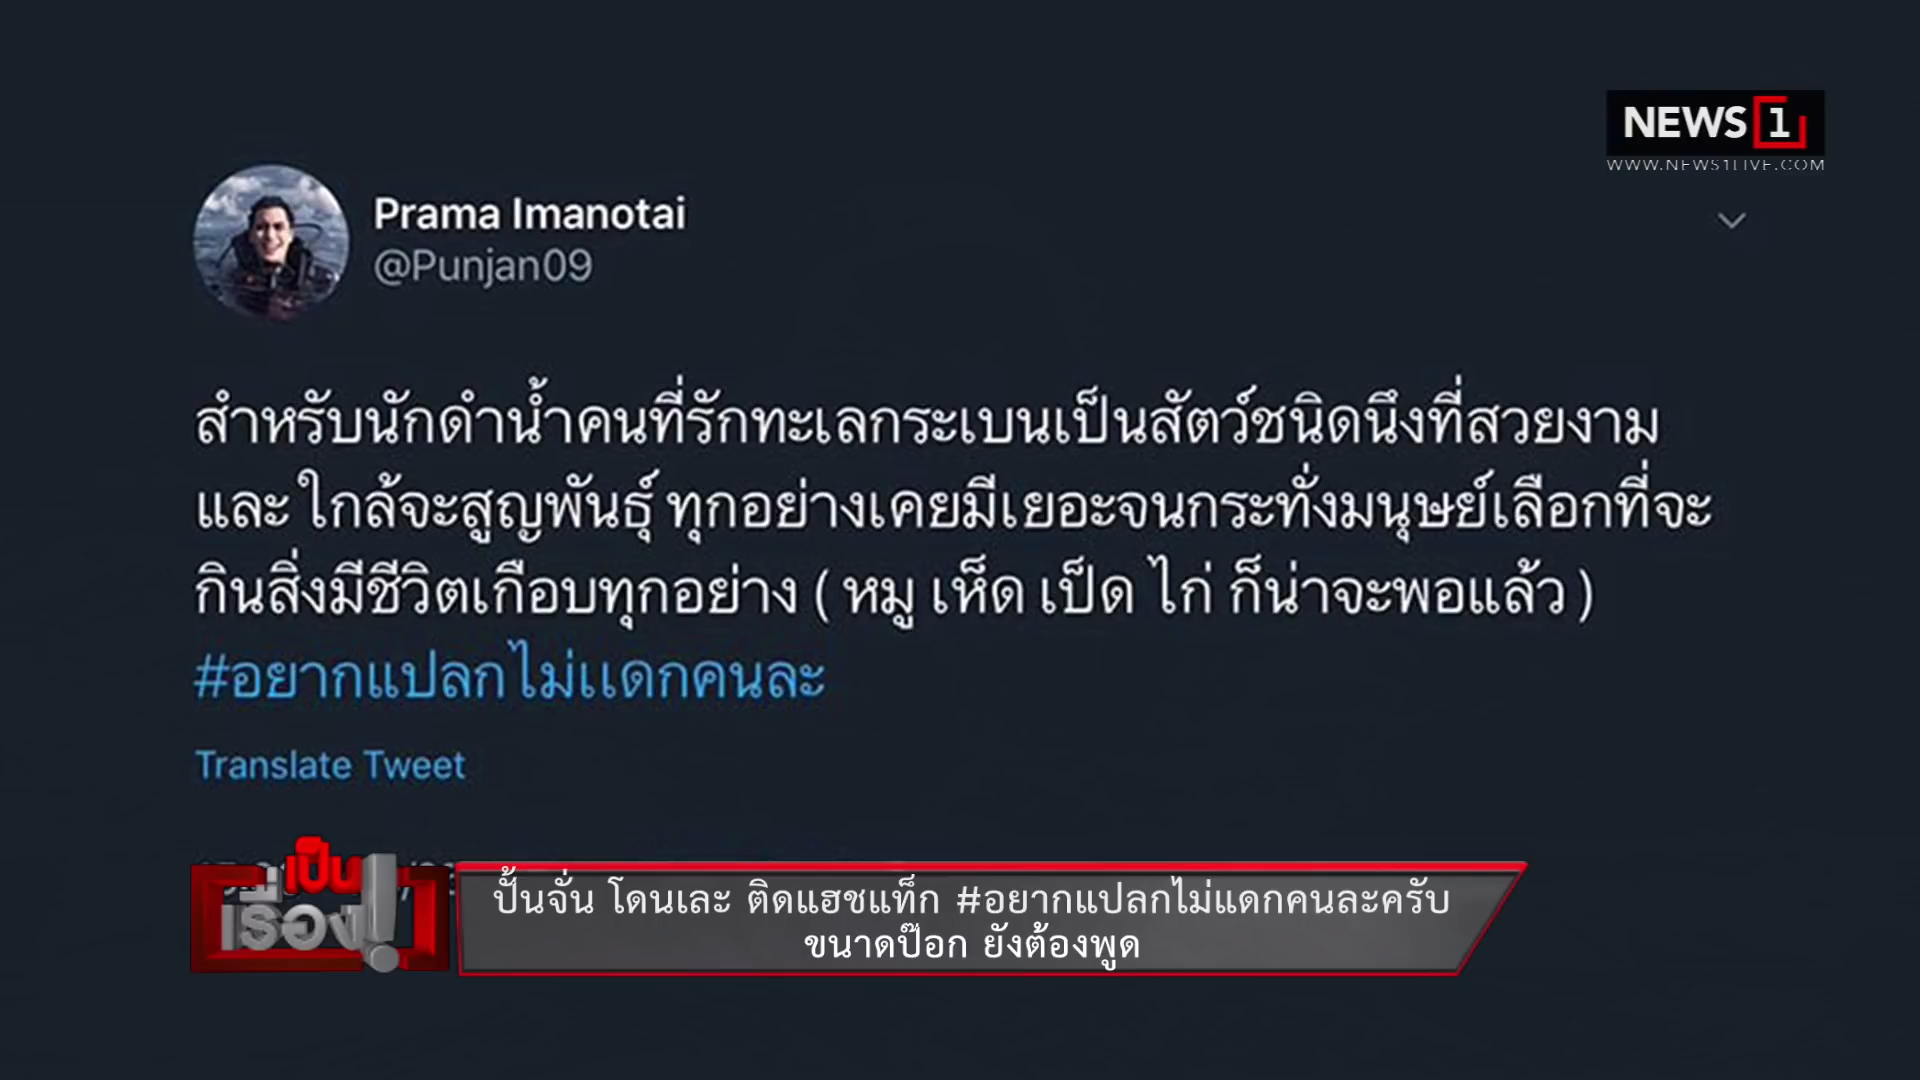 NEWS 1
WWW.NEWS1LIVE.COM
Prama Imanotai
@Punjan09
สำหรับนักดำน้ำคนที่รักทะเลกระเบนเป็นสัตว์ชนิดนึงที่สวยงาม
และ ใกล้จะสูญพันธุ์ ทุกอย่างเคยมีเยอะจนกระทั่งมนุษย์เลือกที่จะ
กินสิ่งมีชีวิตเกือบทุกอย่าง ( หมู เห็ด เป็ด ไก่ ก็น่าจะพอแล้ว )
#อยากแปลกไม่แดกคนละ
Translate Tweet
เป็น
เรื่อง!
ปั้นจั่น โดนเละ ติดแฮชแท็ก #อยากแปลกไม่แดกคนละครับ
ขนาดป๊อก ยังต้องพูด